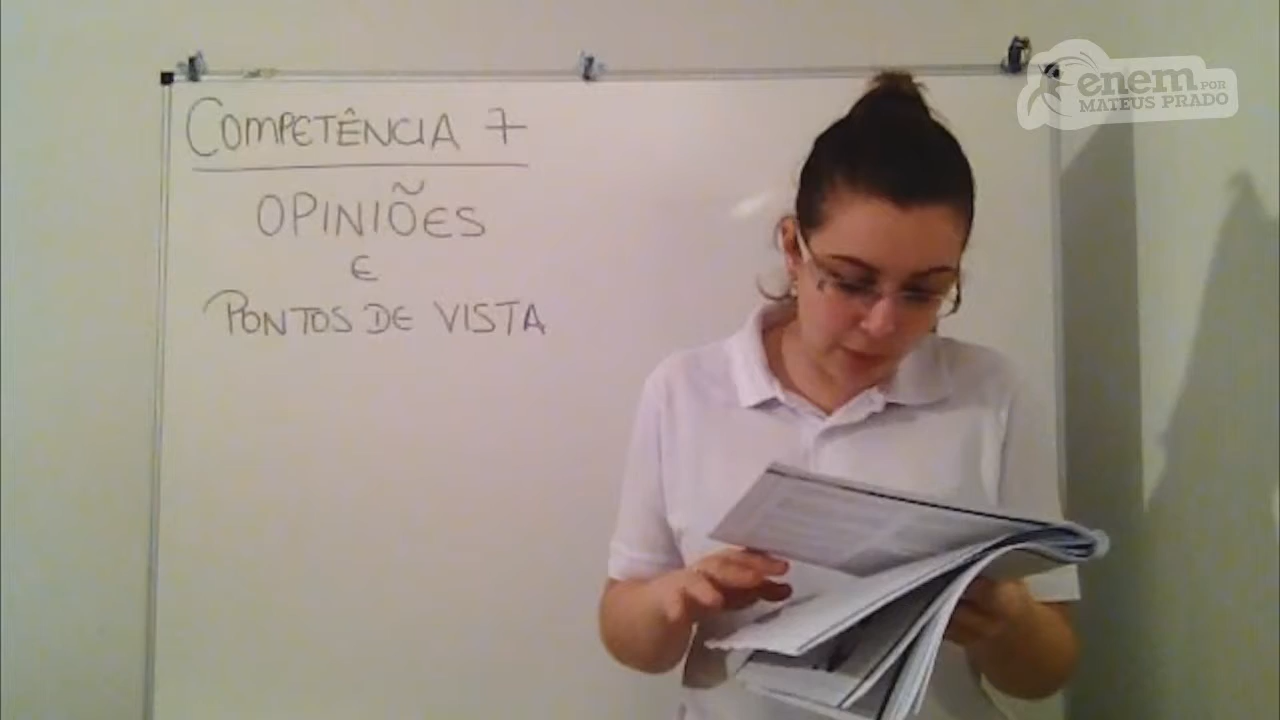 COMPETÊNCIA 7
OPINIÕES
E
PONTOS DE VISTA
enem POR
MATEUS PRADO